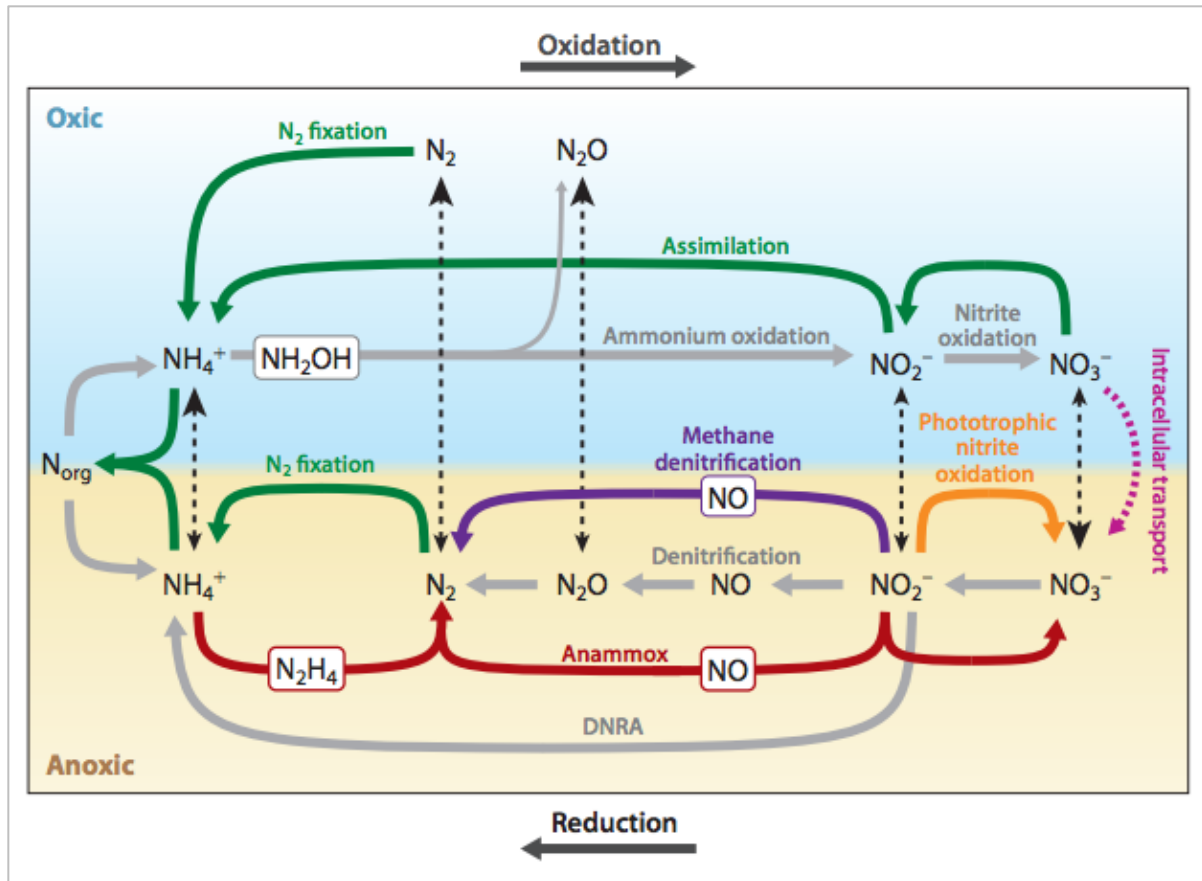 Oxidation
Oxic
N₂ fixation
N₂
N₂O
Assimilation
Ammonium oxidation
Nitrite
oxidation
NH₄⁺
NH₂OH
NO₂⁻
NO₃⁻
Intracellular transport
N_org
N₂ fixation
Methane
denitrification
Phototrophic
nitrite
oxidation
NO
Denitrification
NH₄⁺
N₂
N₂O
NO
NO₂⁻
NO₃⁻
N₂H₄
Anammox
NO
DNRA
Anoxic
Reduction